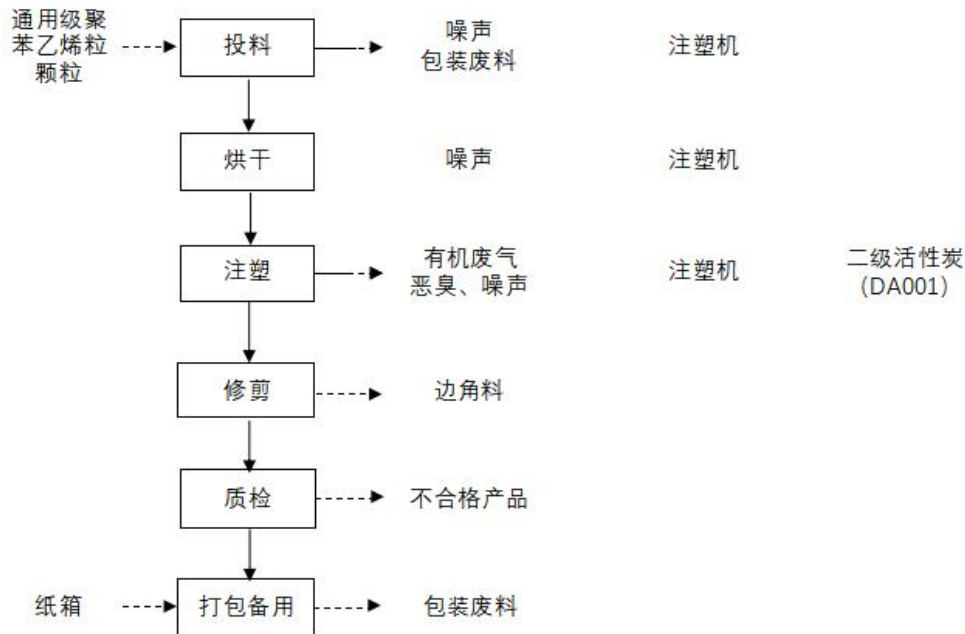 通用级聚
苯乙烯粒
颗粒
投料
噪声
包装废料
注塑机
烘干
噪声
注塑机
注塑
有机废气
恶臭、噪声
注塑机
二级活性炭
（DA001）
修剪
边角料
质检
不合格产品
纸箱
打包备用
包装废料